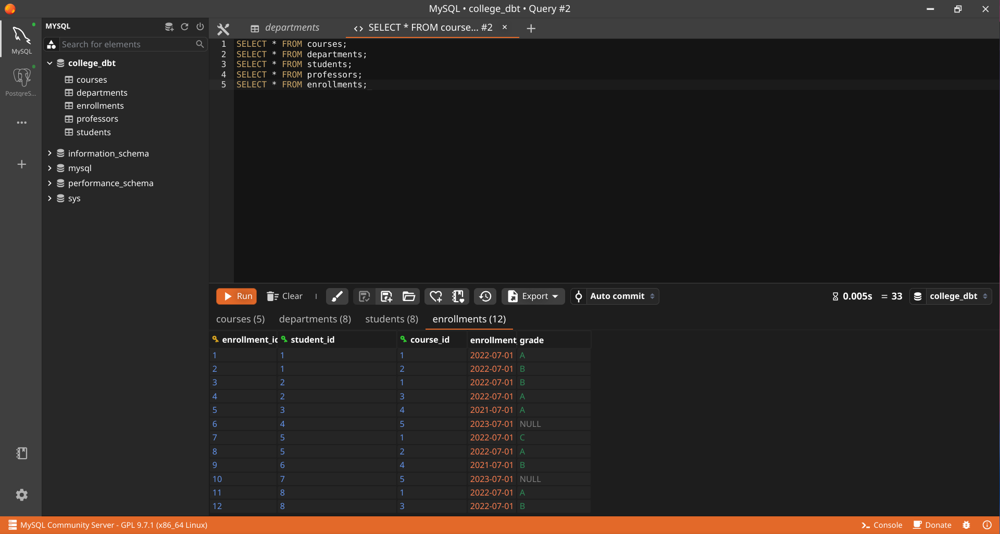 MySQL • college_dbt • Query #2
MySQL
PostgreS...
MYSQL
Search for elements
college_dbt
courses
departments
enrollments
professors
students
information_schema
mysql
performance_schema
sys
departments
SELECT * FROM course... #2
1 SELECT * FROM courses;
2 SELECT * FROM departments;
3 SELECT * FROM students;
4 SELECT * FROM professors;
5 SELECT * FROM enrollments;
Run Clear Export Auto commit 0.005s = 33 college_dbt
courses (5) departments (8) students (8) enrollments (12)
enrollment_id student_id course_id enrollment_ grade
1 1 1 2022-07-01 A
2 1 2 2022-07-01 B
3 2 1 2022-07-01 B
4 2 3 2022-07-01 A
5 3 4 2021-07-01 A
6 4 5 2023-07-01 NULL
7 5 1 2022-07-01 C
8 5 2 2022-07-01 A
9 6 4 2021-07-01 B
10 7 5 2023-07-01 NULL
11 8 1 2022-07-01 A
12 8 3 2022-07-01 B
MySQL Community Server - GPL 9.7.1 (x86_64 Linux)
Console Donate